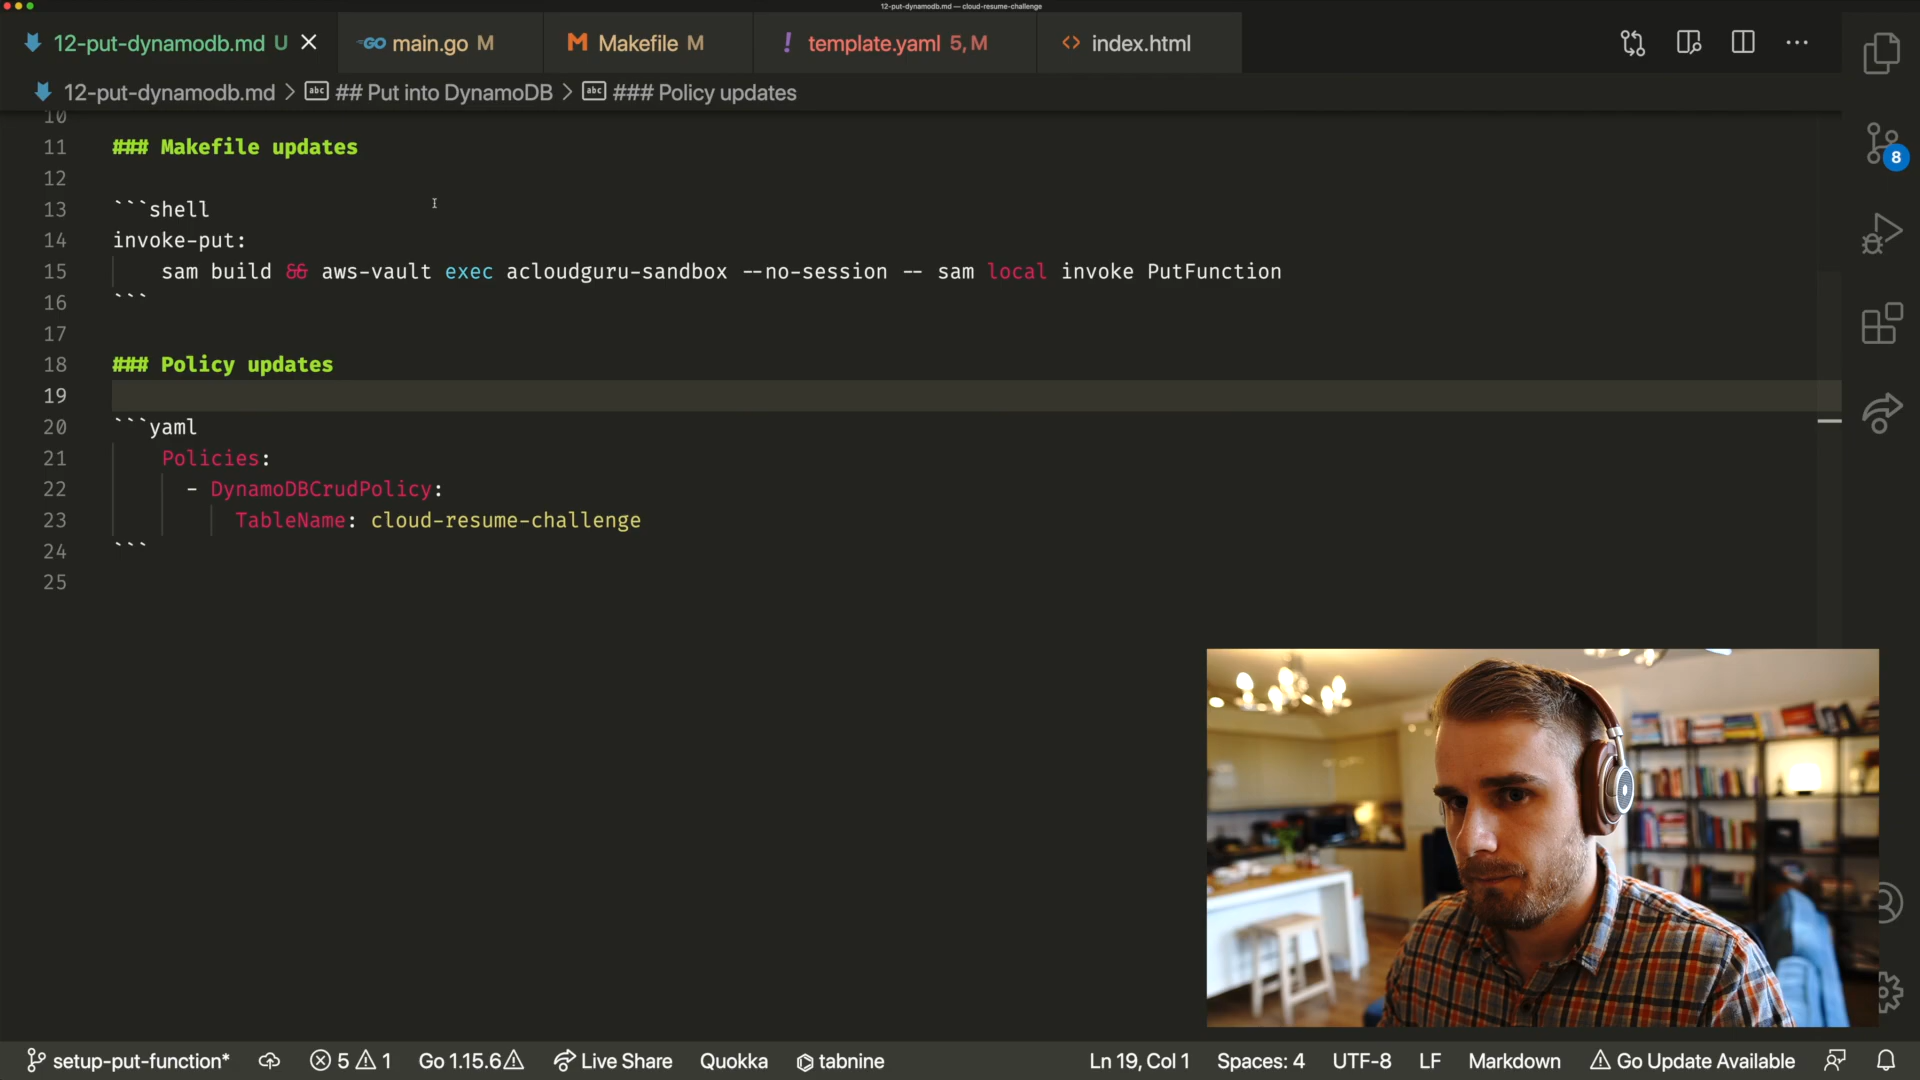 12-put-dynamodb.md — cloud-resume-challenge
12-put-dynamodb.md U main.go M Makefile M template.yaml 5, M index.html
12-put-dynamodb.md > ## Put into DynamoDB > ### Policy updates
10
11 ### Makefile updates
12
13 ```shell
14 invoke-put:
15 sam build && aws-vault exec acloudguru-sandbox --no-session -- sam local invoke PutFunction
16 ```
17
18 ### Policy updates
19
20 ```yaml
21 Policies:
22 - DynamoDBCrudPolicy:
23 TableName: cloud-resume-challenge
24 ```
25
8
setup-put-function* 5 1 Go 1.15.6 Live Share Quokka tabnine Ln 19, Col 1 Spaces: 4 UTF-8 LF Markdown Go Update Available